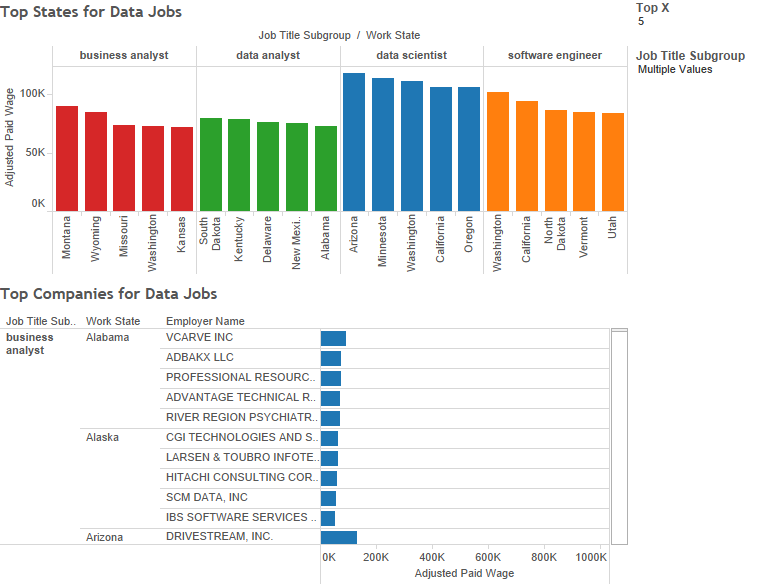 Top States for Data Jobs
Top X
5
Job Title Subgroup / Work State
business analyst
data analyst
data scientist
software engineer
Job Title Subgroup
Multiple Values
Adjusted Paid Wage
100K
50K
0K
Montana
Wyoming
Missouri
Washington
Kansas
South
Dakota
Kentucky
Delaware
New Mexi..
Alabama
Arizona
Minnesota
Washington
California
Oregon
Washington
California
North
Dakota
Vermont
Utah
Top Companies for Data Jobs
Job Title Sub.. Work State Employer Name
business
analyst
Alabama VCARVE INC
ADBAKX LLC
PROFESSIONAL RESOURC..
ADVANTAGE TECHNICAL R..
RIVER REGION PSYCHIATR..
Alaska CGI TECHNOLOGIES AND S..
LARSEN & TOUBRO INFOTE..
HITACHI CONSULTING COR..
SCM DATA, INC
IBS SOFTWARE SERVICES ..
Arizona DRIVESTREAM, INC.
0K 200K 400K 600K 800K 1000K
Adjusted Paid Wage